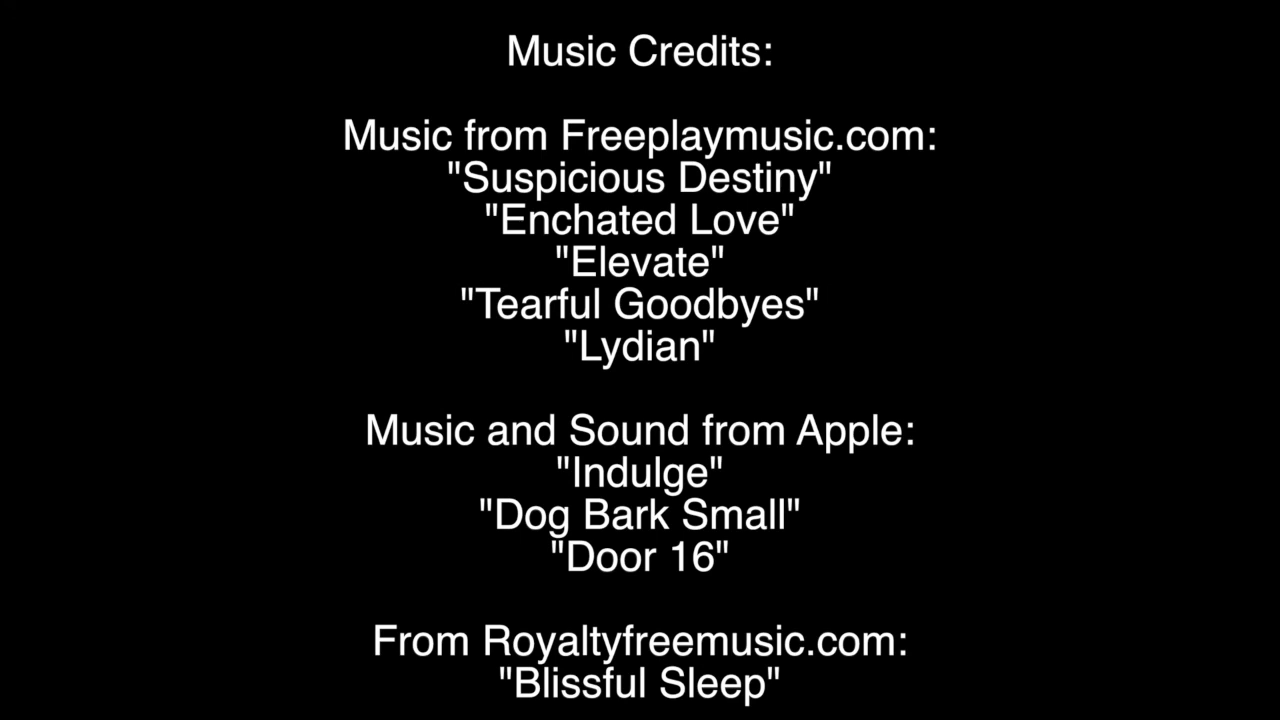 Music Credits:
Music from Freeplaymusic.com:
"Suspicious Destiny"
"Enchated Love"
"Elevate"
"Tearful Goodbyes"
"Lydian"
Music and Sound from Apple:
"Indulge"
"Dog Bark Small"
"Door 16"
From Royaltyfreemusic.com:
"Blissful Sleep"